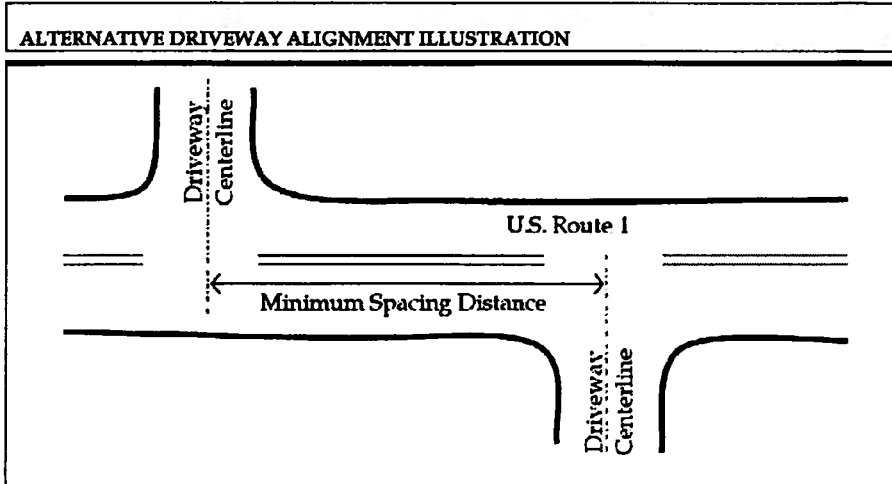 ALTERNATIVE DRIVEWAY ALIGNMENT ILLUSTRATION
Driveway
Centerline
U.S. Route 1
Minimum Spacing Distance
Driveway
Centerline